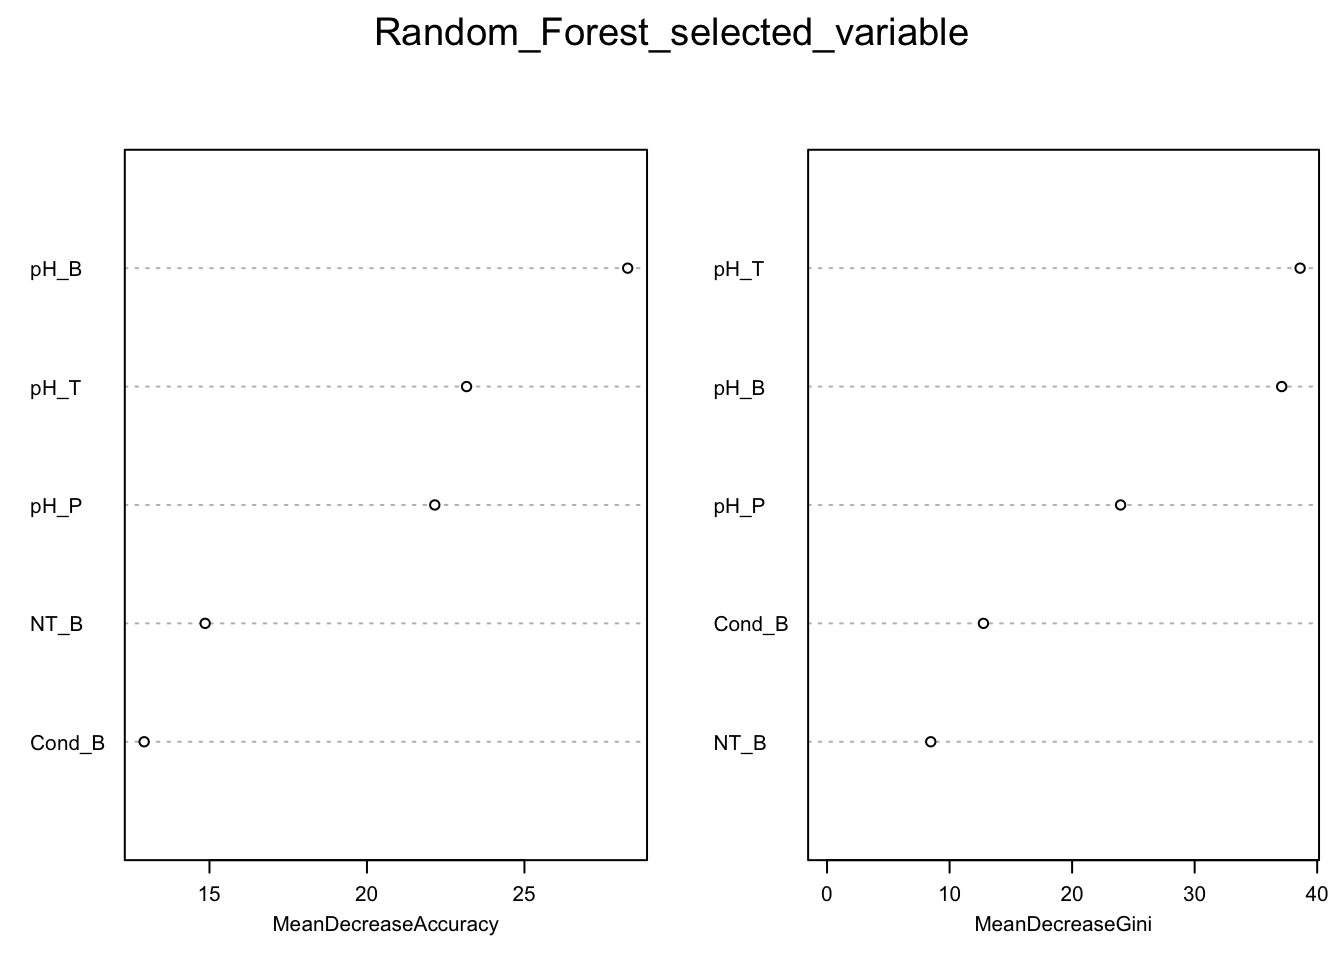 Random_Forest_selected_variable
pH_B
pH_T
pH_P
NT_B
Cond_B
15 20 25
MeanDecreaseAccuracy
pH_T
pH_B
pH_P
Cond_B
NT_B
0 10 20 30 40
MeanDecreaseGini